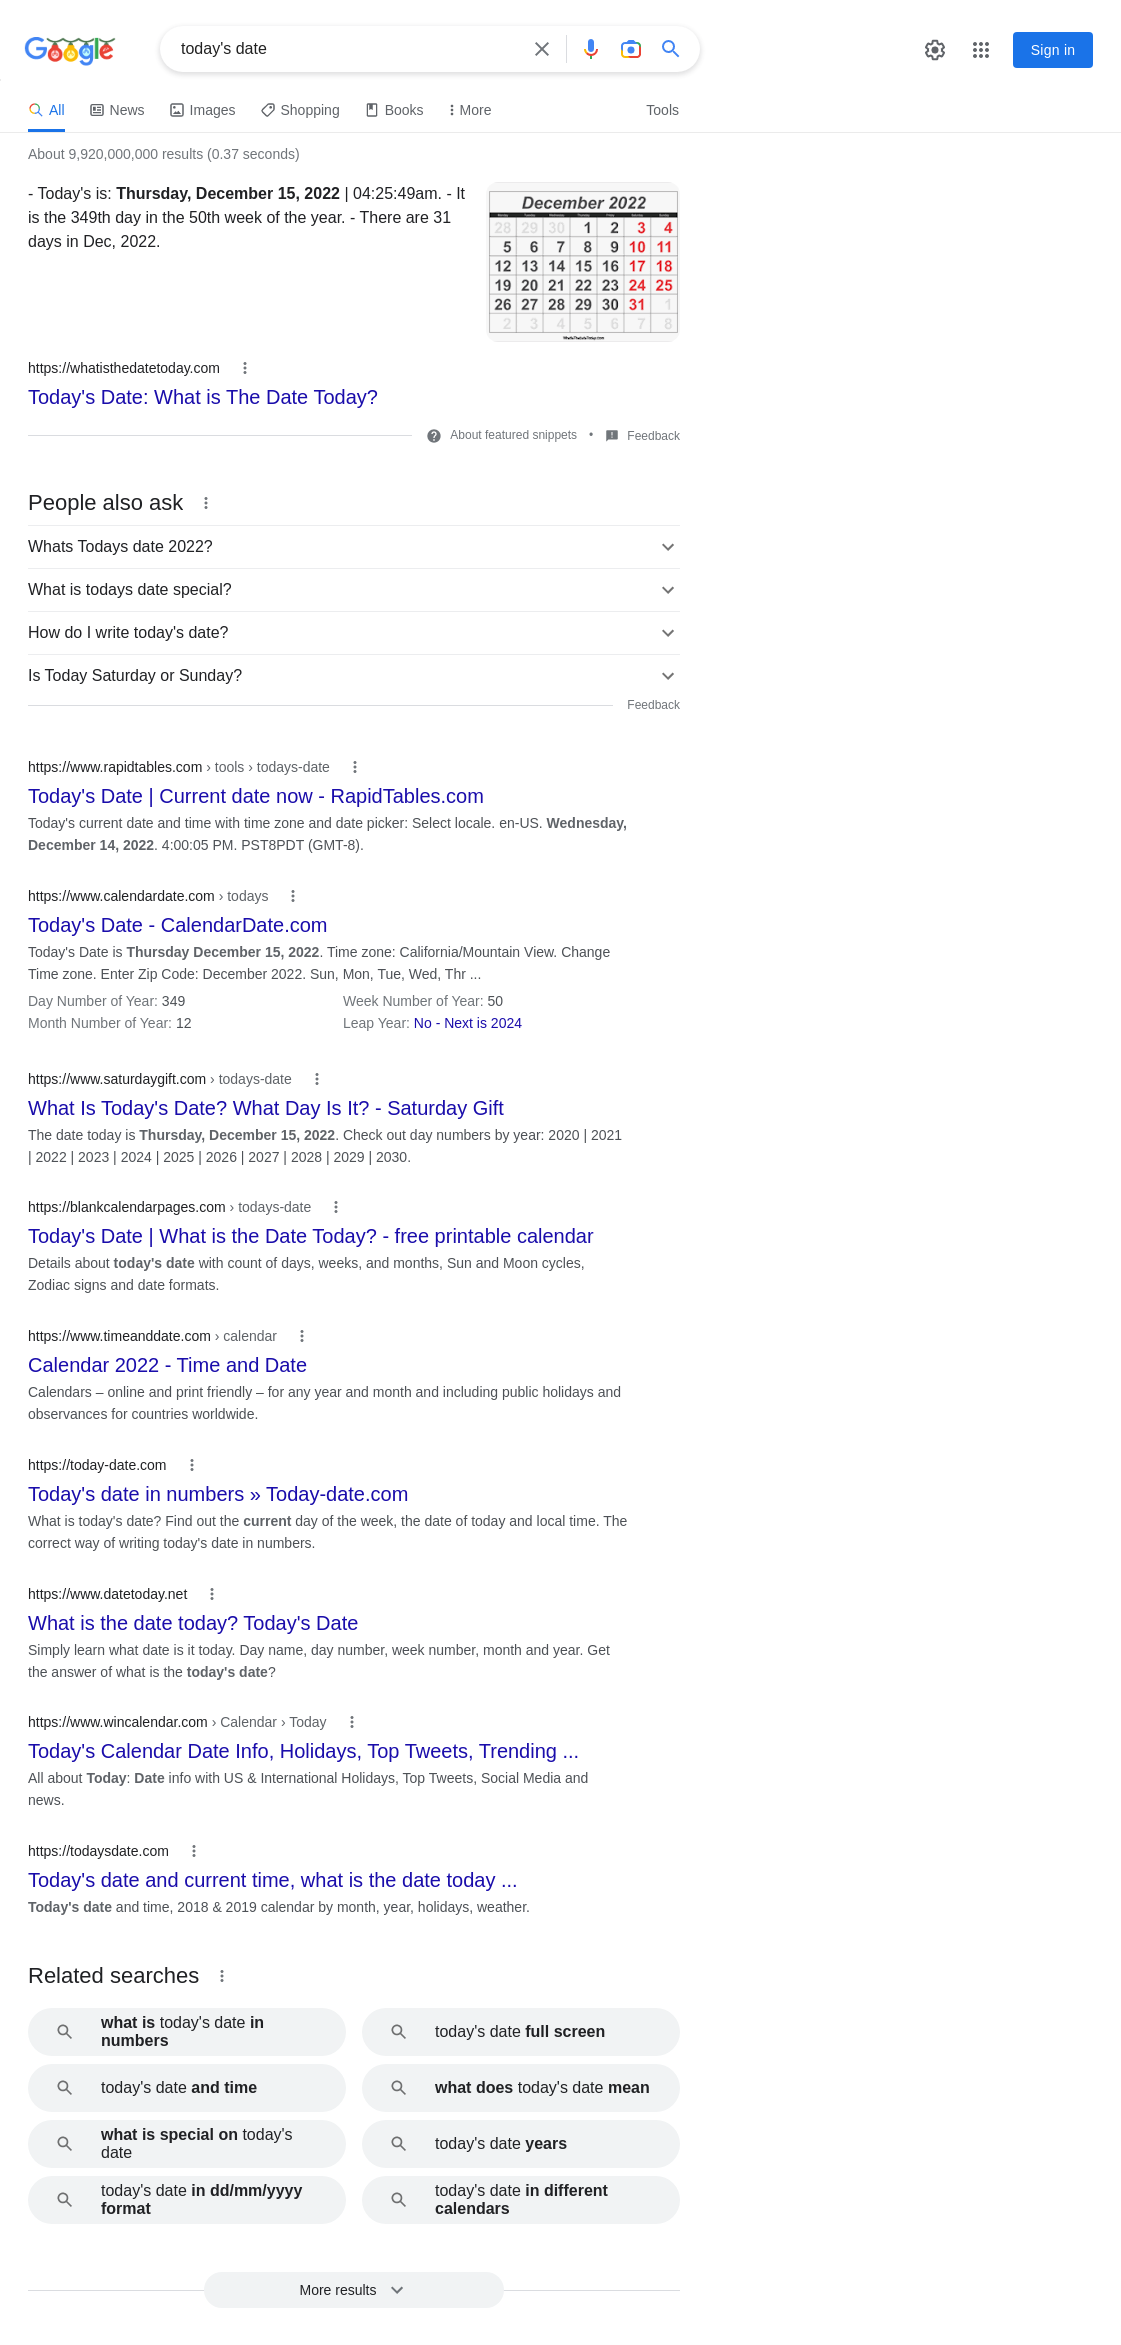 Google
today's date
Sign in
All
News
Images
Shopping
Books
More
Tools
About 9,920,000,000 results (0.37 seconds)
- Today's is: Thursday, December 15, 2022 | 04:25:49am. - It
is the 349th day in the 50th week of the year. - There are 31
days in Dec, 2022.
December 2022
Monday Tuesday Wednesday Thursday Friday Saturday Sunday
28 29 30 1 2 3 4
5 6 7 8 9 10 11
12 13 14 15 16 17 18
19 20 21 22 23 24 25
26 27 28 29 30 31 1
2 3 4 5 6 7 8
https://whatisthedatetoday.com
Today's Date: What is The Date Today?
About featured snippets • Feedback
People also ask
Whats Todays date 2022?
What is todays date special?
How do I write today's date?
Is Today Saturday or Sunday?
Feedback
https://www.rapidtables.com › tools › todays-date
Today's Date | Current date now - RapidTables.com
Today's current date and time with time zone and date picker: Select locale. en-US. Wednesday,
December 14, 2022. 4:00:05 PM. PST8PDT (GMT-8).
https://www.calendardate.com › todays
Today's Date - CalendarDate.com
Today's Date is Thursday December 15, 2022. Time zone: California/Mountain View. Change
Time zone. Enter Zip Code: December 2022. Sun, Mon, Tue, Wed, Thr ...
Day Number of Year: 349
Week Number of Year: 50
Month Number of Year: 12
Leap Year: No - Next is 2024
https://www.saturdaygift.com › todays-date
What Is Today's Date? What Day Is It? - Saturday Gift
The date today is Thursday, December 15, 2022. Check out day numbers by year: 2020 | 2021
| 2022 | 2023 | 2024 | 2025 | 2026 | 2027 | 2028 | 2029 | 2030.
https://blankcalendarpages.com › todays-date
Today's Date | What is the Date Today? - free printable calendar
Details about today's date with count of days, weeks, and months, Sun and Moon cycles,
Zodiac signs and date formats.
https://www.timeanddate.com › calendar
Calendar 2022 - Time and Date
Calendars – online and print friendly – for any year and month and including public holidays and
observances for countries worldwide.
https://today-date.com
Today's date in numbers » Today-date.com
What is today's date? Find out the current day of the week, the date of today and local time. The
correct way of writing today's date in numbers.
https://www.datetoday.net
What is the date today? Today's Date
Simply learn what date is it today. Day name, day number, week number, month and year. Get
the answer of what is the today's date?
https://www.wincalendar.com › Calendar › Today
Today's Calendar Date Info, Holidays, Top Tweets, Trending ...
All about Today: Date info with US & International Holidays, Top Tweets, Social Media and
news.
https://todaysdate.com
Today's date and current time, what is the date today ...
Today's date and time, 2018 & 2019 calendar by month, year, holidays, weather.
Related searches
what is today's date in
numbers
today's date full screen
today's date and time
what does today's date mean
what is special on today's
date
today's date years
today's date in dd/mm/yyyy
format
today's date in different
calendars
More results